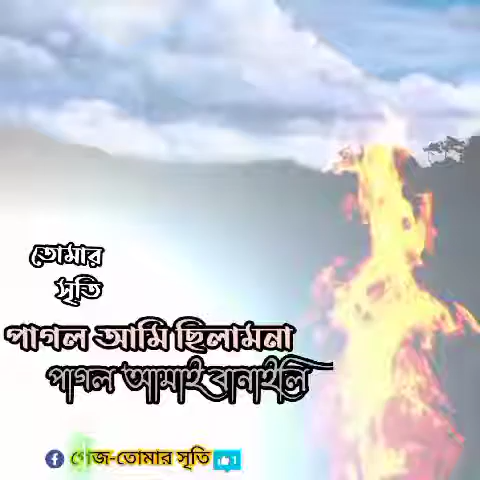 তোমার
সৃতি
পাগল আমি ছিলামনা
পাগল আমাই বানাইলি
পেজ-তোমার সৃতি